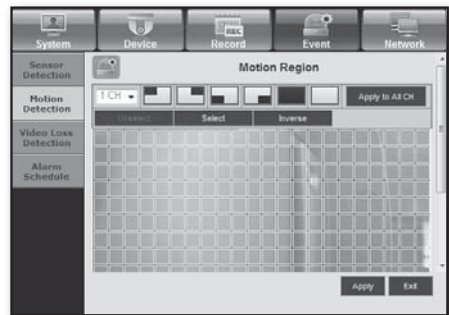 System Device Record Event Network
REC
Sensor
Detection
Motion Region
Motion
Detection
1 CH
Apply to All CH
Unselect Select Inverse
Video Loss
Detection
Alarm
Schedule
Apply Exit